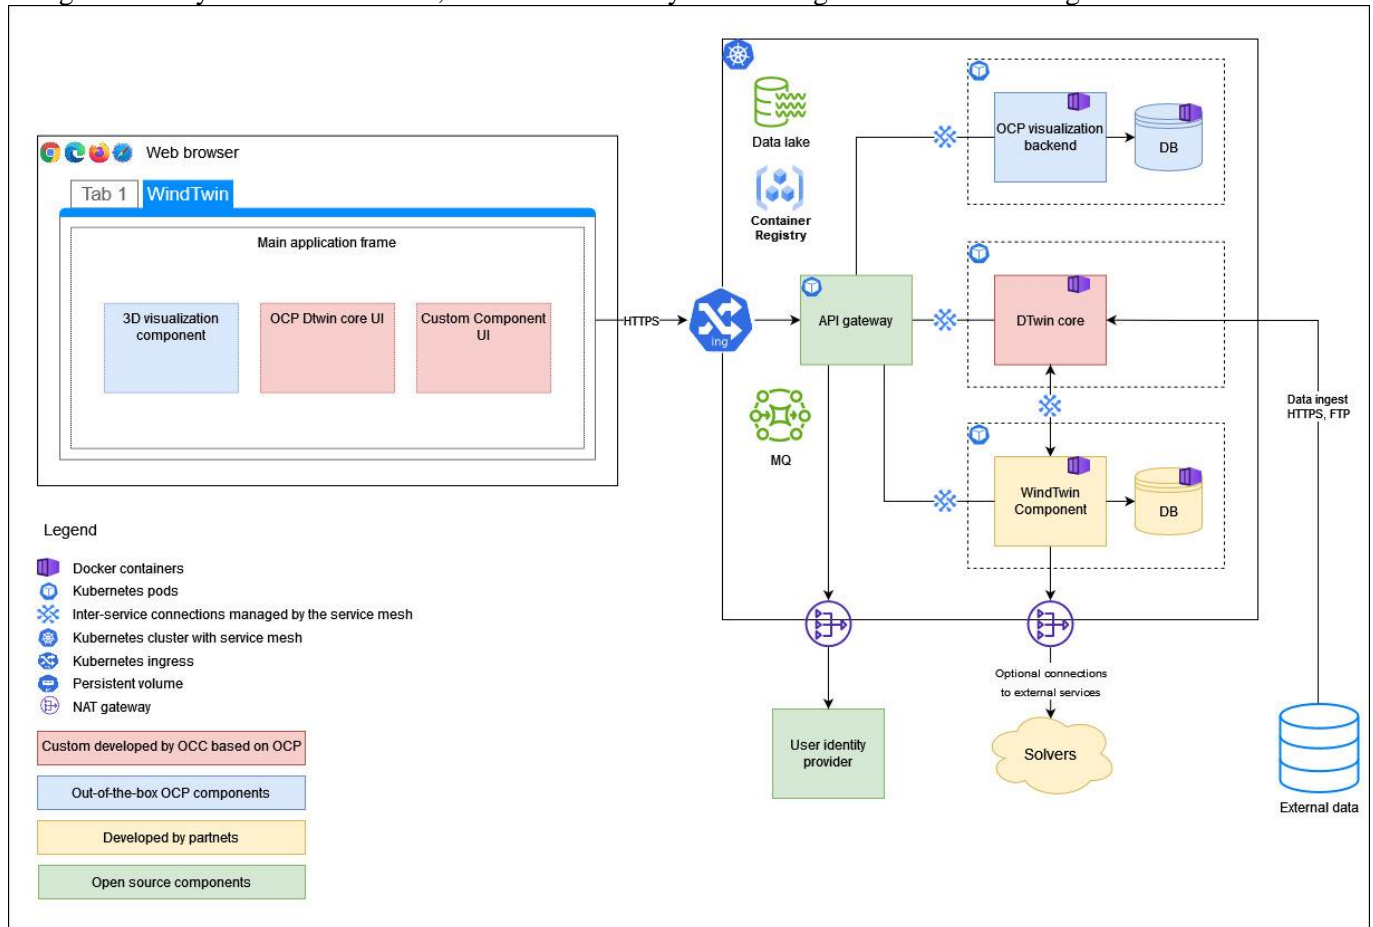 Web browser
Tab 1
WindTwin
Main application frame
3D visualization
component
OCP Dtwin core UI
Custom Component
UI
HTTPS
Ing
Data lake
Container
Registry
API gateway
MQ
OCP visualization
backend
DB
DTwin core
WindTwin
Component
DB
Data ingest
HTTPS, FTP
Optional connections
to external services
User identity
provider
Solvers
External data
Legend
Docker containers
Kubernetes pods
Inter-service connections managed by the service mesh
Kubernetes cluster with service mesh
Kubernetes ingress
Persistent volume
NAT gateway
Custom developed by OCC based on OCP
Out-of-the-box OCP components
Developed by partnets
Open source components